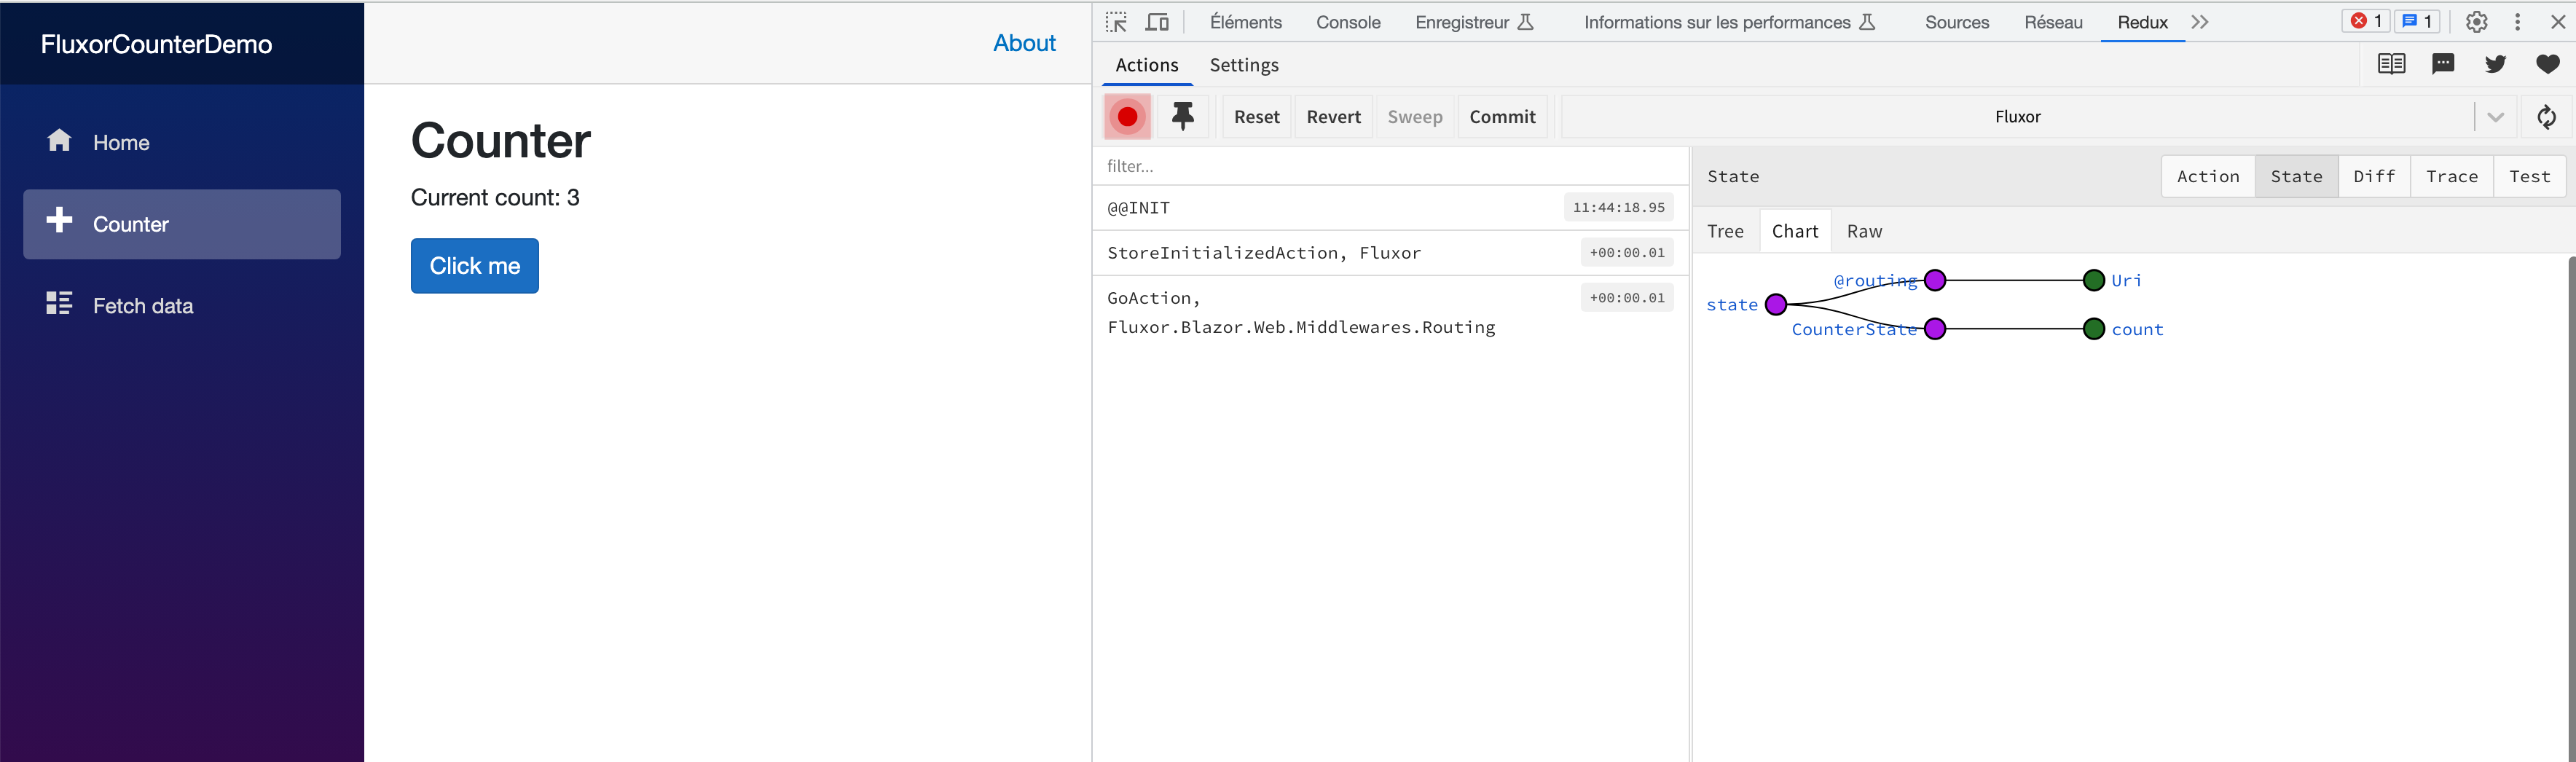 FluxorCounterDemo
Home
Counter
Fetch data
About
Counter
Current count: 3
Click me
Éléments Console Enregistreur Informations sur les performances Sources Réseau Redux 1 1
Actions Settings
Reset Revert Sweep Commit Fluxor
filter...
@@INIT 11:44:18.95
StoreInitializedAction, Fluxor +00:00.01
GoAction, +00:00.01
Fluxor.Blazor.Web.Middlewares.Routing
State Action State Diff Trace Test
Tree Chart Raw
@routing Uri
state
CounterState count